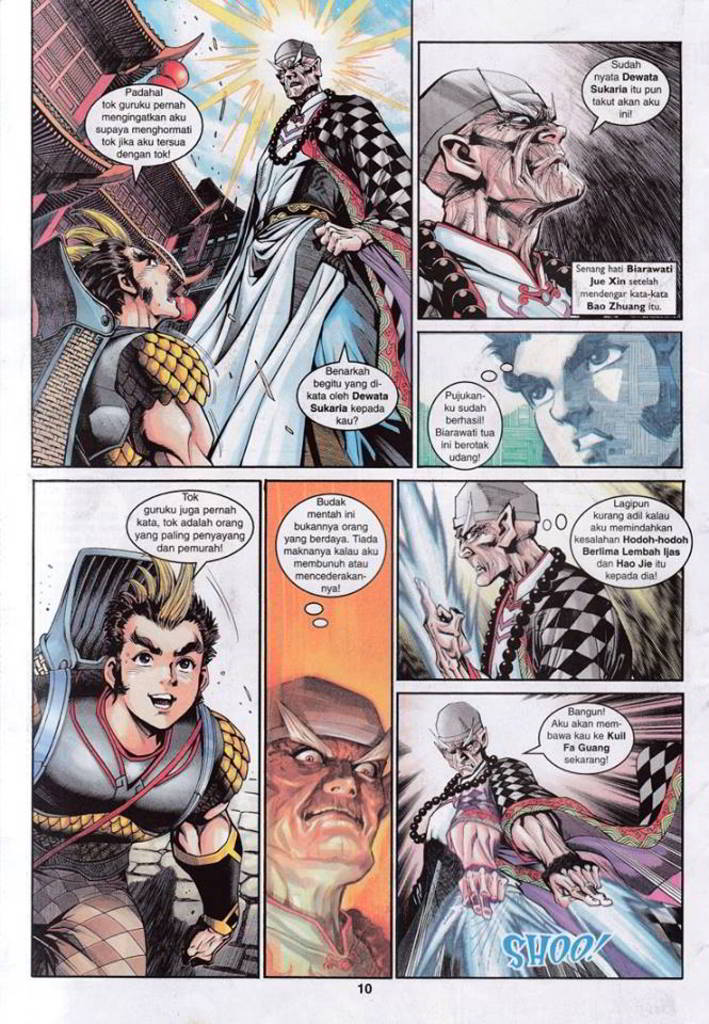 Padahal
tok guruku pernah
mengingatkan aku
supaya menghormati
tok jika aku tersua
dengan tok!
Benarkah
begitu yang di-
kata oleh Dewata
Sukaria kepada
kau?
Sudah
nyata Dewata
Sukaria itu pun
takut akan aku
ini!
Senang hati Biarawati
Jue Xin setelah
mendengar kata-kata
Bao Zhuang itu.
Pujukan-
ku sudah
berhasil!
Biarawati tua
ini berotak
udang!
Tok
guruku juga pernah
kata, tok adalah orang
yang paling penyayang
dan pemurah!
Budak
mentah ini
bukannya orang
yang berdaya. Tiada
maknanya kalau aku
membunuh atau
mencederakan-
nya!
Lagipun
kurang adil kalau
aku memindahkan
kesalahan Hodoh-hodoh
Berlima Lembah Ijas
dan Hao Jie itu
kepada dia!
Bangun!
Aku akan mem-
bawa kau ke Kuil
Fa Guang
sekarang!
SHOO!
10